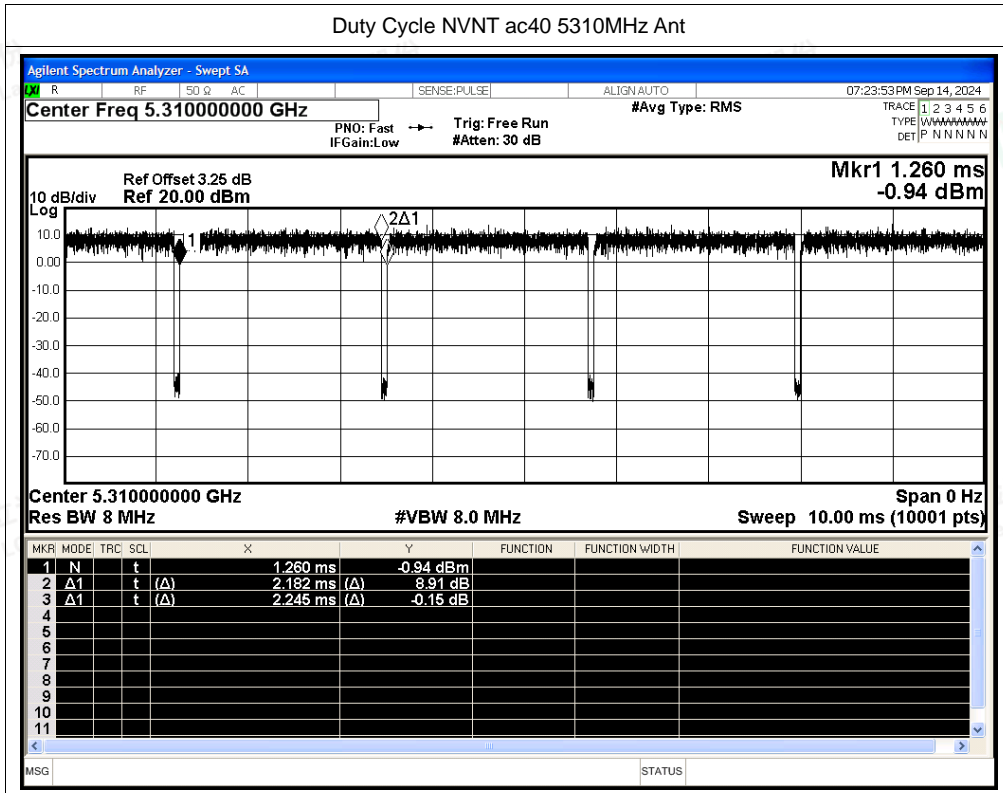 Duty Cycle NVNT ac40 5310MHz Ant
Agilent Spectrum Analyzer - Swept SA
LXI R RF 50 Ω AC SENSE:PULSE ALIGN AUTO 07:23:53 PM Sep 14, 2024
Center Freq 5.310000000 GHz #Avg Type: RMS TRACE 1 2 3 4 5 6
PNO: Fast Trig: Free Run TYPE WWWWWW
IFGain:Low #Atten: 30 dB DET P N N N N N
Mkr1 1.260 ms
Ref Offset 3.25 dB
10 dB/div Ref 20.00 dBm -0.94 dBm
Log
2Δ1
10.0
1
0.00
-10.0
-20.0
-30.0
-40.0
-50.0
-60.0
-70.0
Center 5.310000000 GHz Span 0 Hz
Res BW 8 MHz #VBW 8.0 MHz Sweep 10.00 ms (10001 pts)
MKR MODE TRC SCL X Y FUNCTION FUNCTION WIDTH FUNCTION VALUE
1 N t 1.260 ms -0.94 dBm
2 Δ1 t (Δ) 2.182 ms (Δ) 8.91 dB
3 Δ1 t (Δ) 2.245 ms (Δ) -0.15 dB
4
5
6
7
8
9
10
11
MSG STATUS